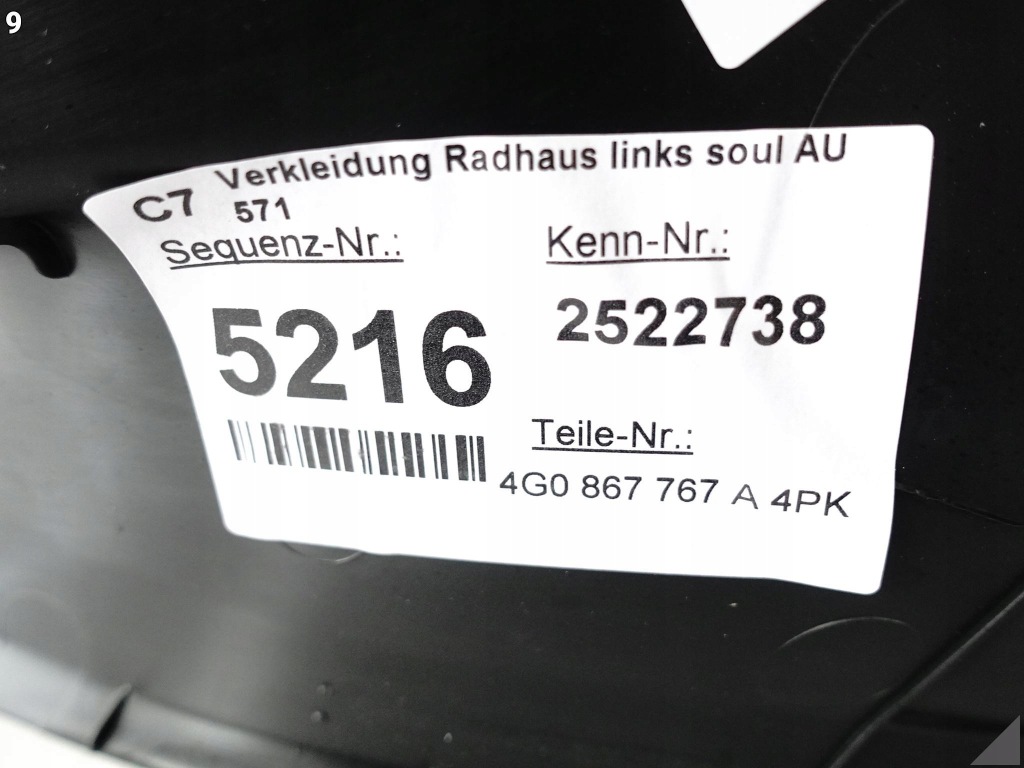 9
C7 Verkleidung Radhaus links soul AU
571
Sequenz-Nr.: Kenn-Nr.:
5216 2522738
Teile-Nr.:
4G0 867 767 A 4PK